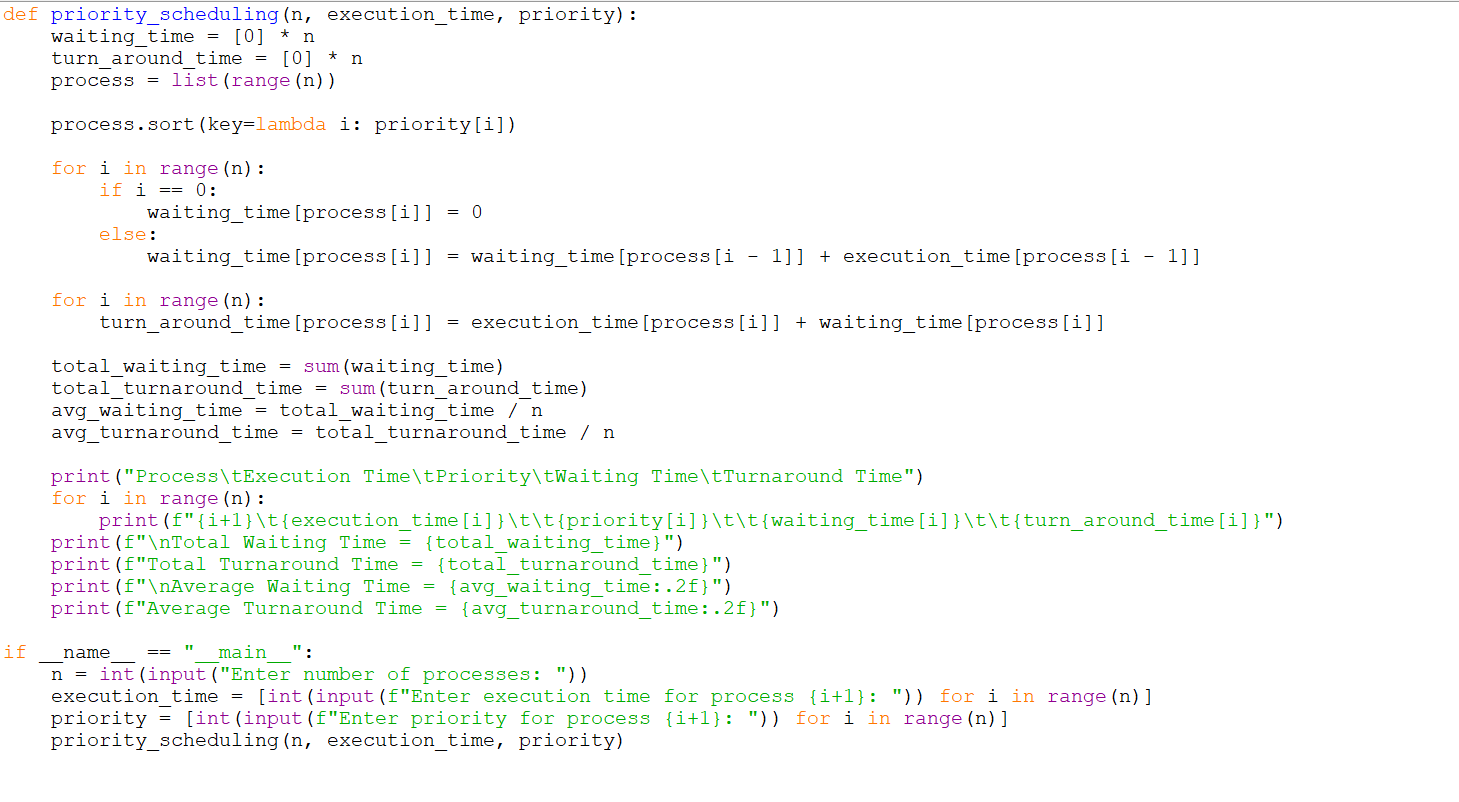 def priority_scheduling(n, execution_time, priority):
    waiting_time = [0] * n
    turn_around_time = [0] * n
    process = list(range(n))

    process.sort(key=lambda i: priority[i])

    for i in range(n):
        if i == 0:
            waiting_time[process[i]] = 0
        else:
            waiting_time[process[i]] = waiting_time[process[i - 1]] + execution_time[process[i - 1]]

    for i in range(n):
        turn_around_time[process[i]] = execution_time[process[i]] + waiting_time[process[i]]

    total_waiting_time = sum(waiting_time)
    total_turnaround_time = sum(turn_around_time)
    avg_waiting_time = total_waiting_time / n
    avg_turnaround_time = total_turnaround_time / n

    print("Process\tExecution Time\tPriority\tWaiting Time\tTurnaround Time")
    for i in range(n):
        print(f"{i+1}\t{execution_time[i]}\t\t{priority[i]}\t\t{waiting_time[i]}\t\t{turn_around_time[i]}")
    print(f"\nTotal Waiting Time = {total_waiting_time}")
    print(f"Total Turnaround Time = {total_turnaround_time}")
    print(f"\nAverage Waiting Time = {avg_waiting_time:.2f}")
    print(f"Average Turnaround Time = {avg_turnaround_time:.2f}")

if __name__ == "__main__":
    n = int(input("Enter number of processes: "))
    execution_time = [int(input(f"Enter execution time for process {i+1}: ")) for i in range(n)]
    priority = [int(input(f"Enter priority for process {i+1}: ")) for i in range(n)]
    priority_scheduling(n, execution_time, priority)